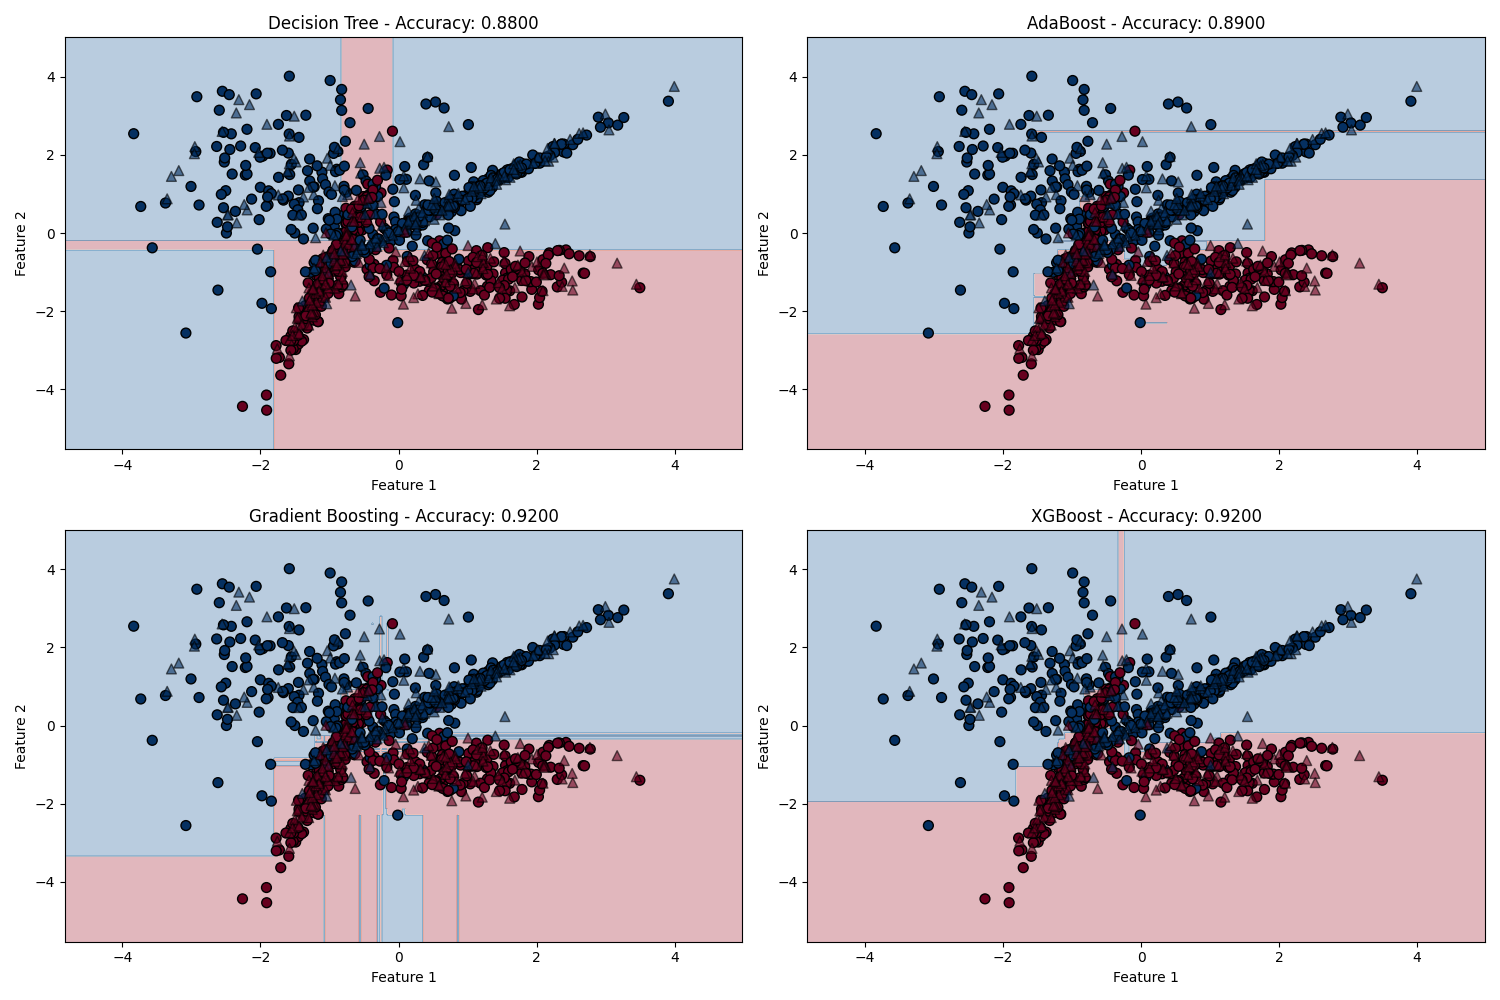 Decision Tree - Accuracy: 0.8800
4
2
0
−2
−4
Feature 2
−4 −2 0 2 4
Feature 1
AdaBoost - Accuracy: 0.8900
4
2
0
−2
−4
Feature 2
−4 −2 0 2 4
Feature 1
Gradient Boosting - Accuracy: 0.9200
4
2
0
−2
−4
Feature 2
−4 −2 0 2 4
Feature 1
XGBoost - Accuracy: 0.9200
4
2
0
−2
−4
Feature 2
−4 −2 0 2 4
Feature 1